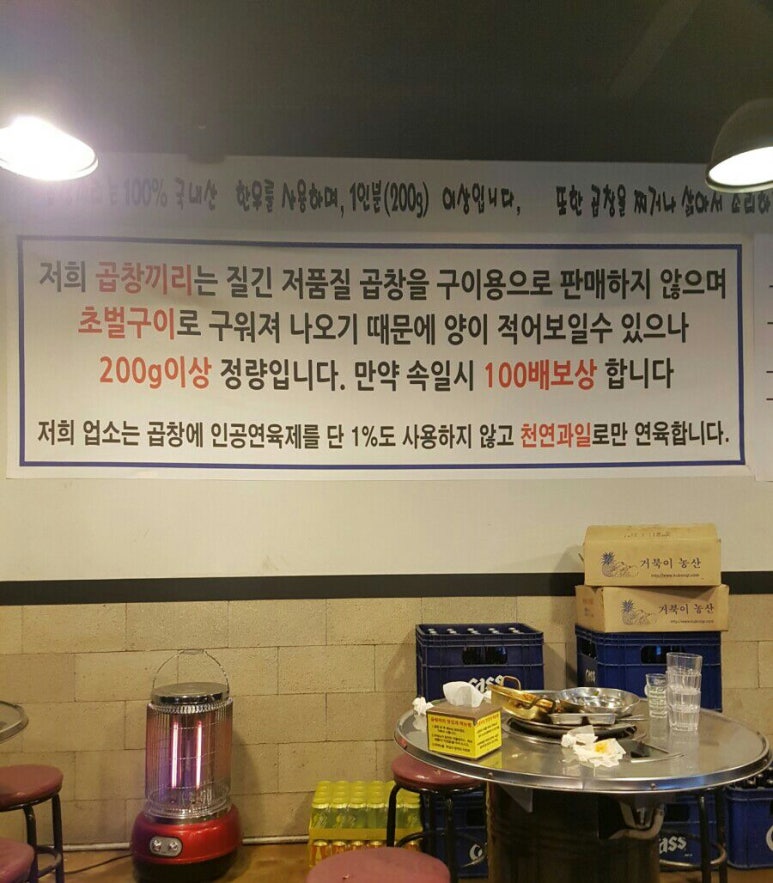 100% 국내산 한우를 사용하며, 1인분(200g) 이상입니다. 또한 곱창을 찌거나 삶아서
저희 곱창끼리는 질긴 저품질 곱창을 구이용으로 판매하지 않으며
초벌구이로 구워져 나오기 때문에 양이 적어보일수 있으나
200g이상 정량입니다. 만약 속일시 100배보상 합니다
저희 업소는 곱창에 인공연육제를 단 1%도 사용하지 않고 천연과일로만 연육합니다.
거북이 농산
거북이 농산
Cass
Cass